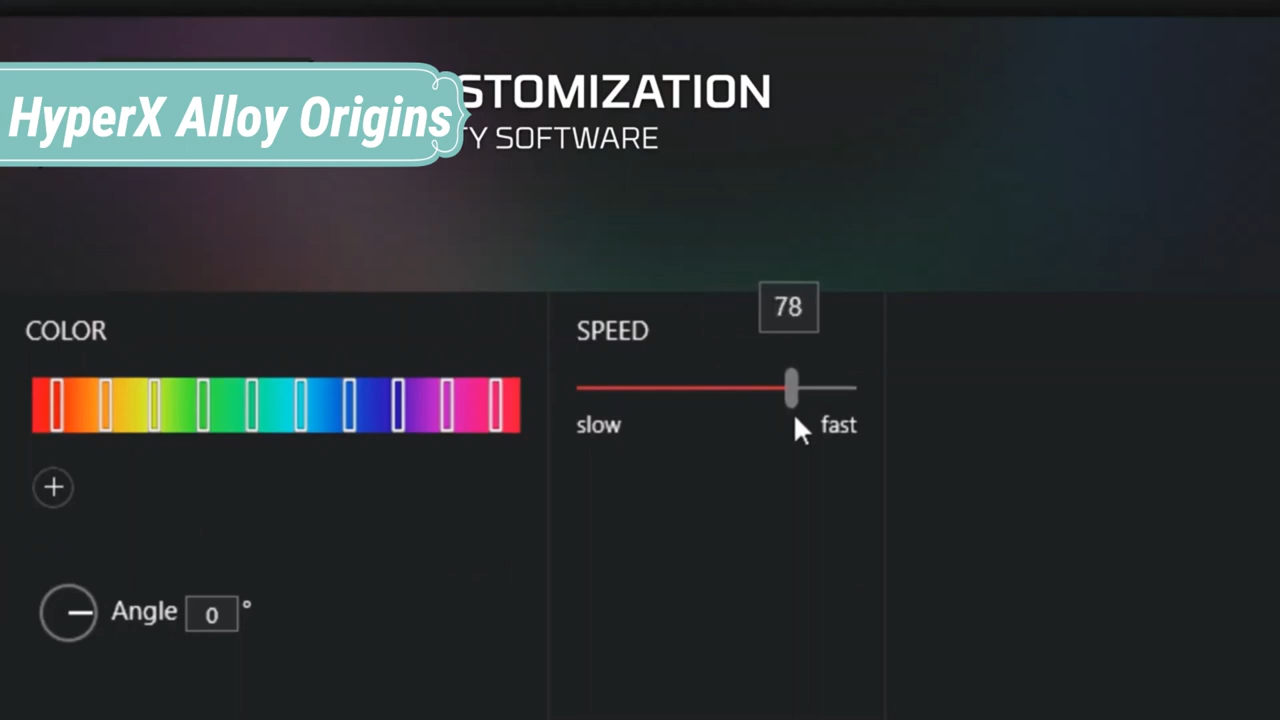 HyperX Alloy Origins
STOMIZATION
TY SOFTWARE
COLOR
SPEED
78
slow
fast
+
Angle 0 °